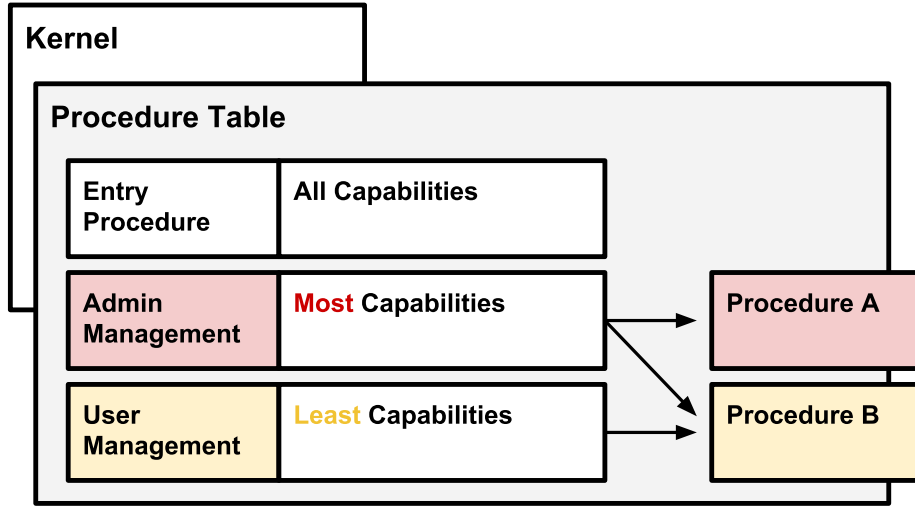 Kernel
Procedure Table
Entry
Procedure
All Capabilities
Admin
Management
Most Capabilities
Procedure A
User
Management
Least Capabilities
Procedure B